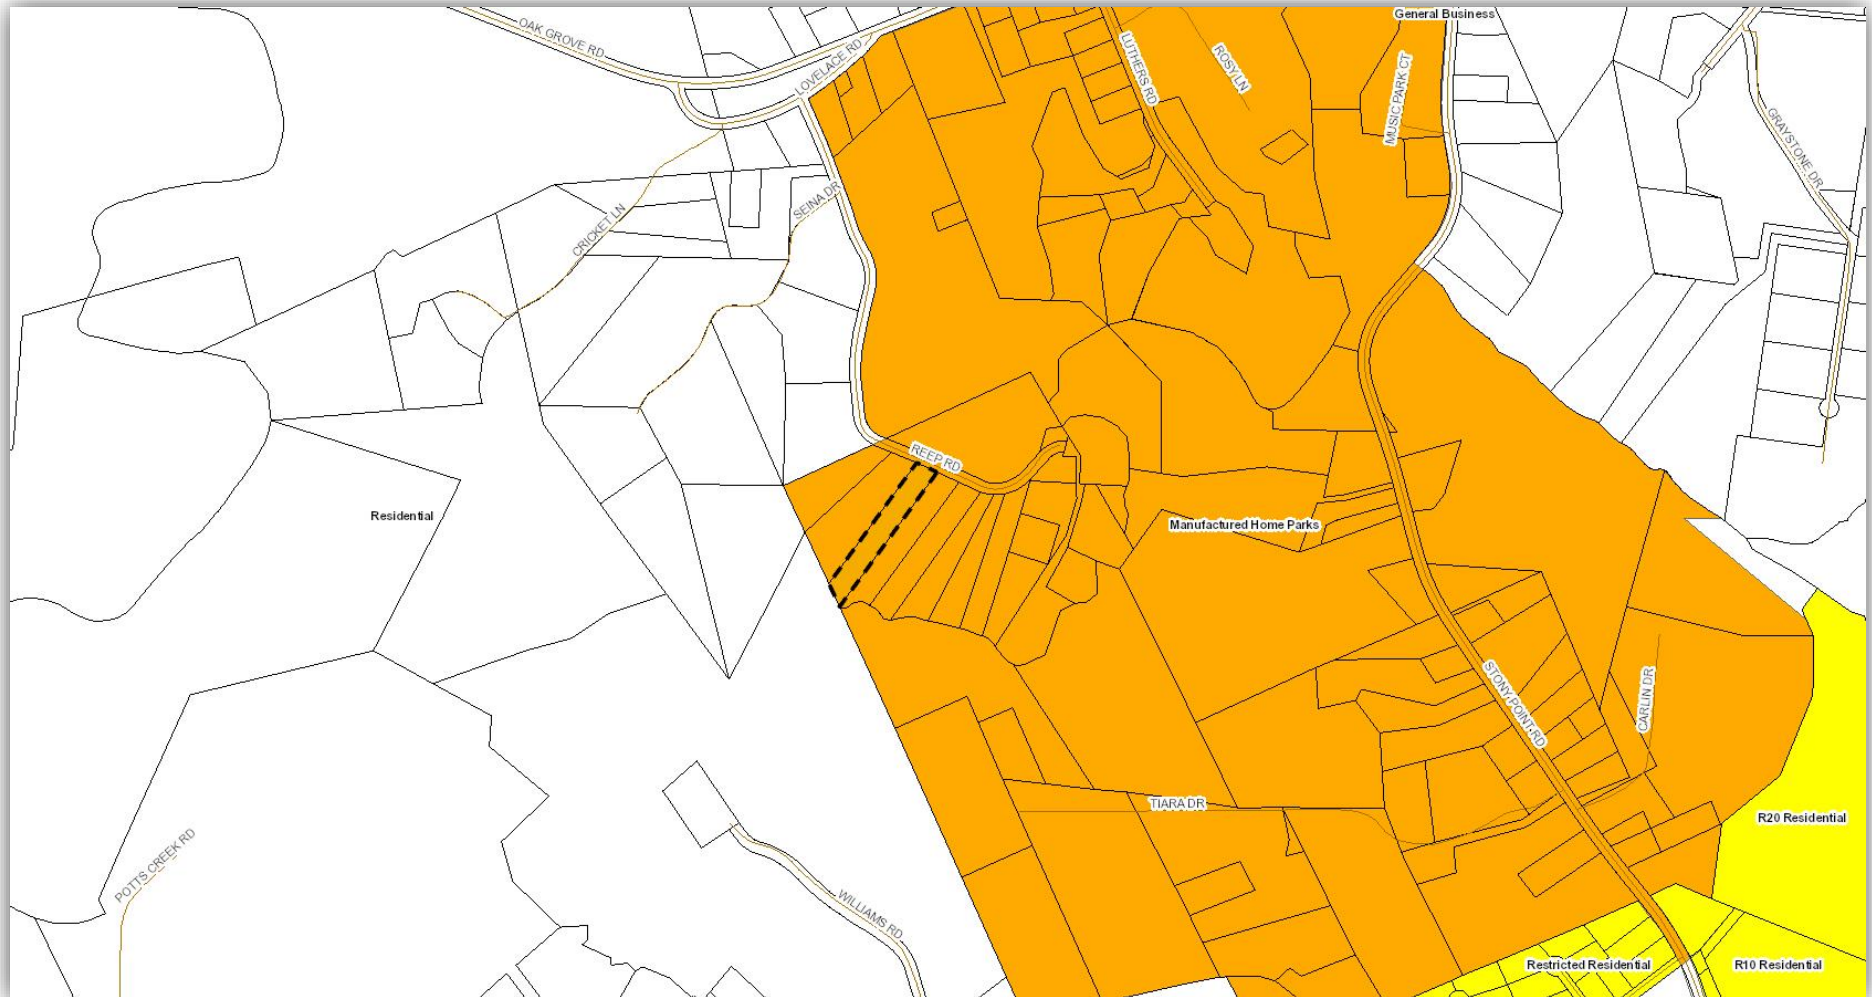 General Business
OAK GROVE RD
LOVELACE RD
LUTHERS RD
ROSY LN
MUSIC PARK CT
GRAYSTONE DR
SEINA DR
CRICKET LN
REEP RD
Residential
Manufactured Home Parks
STONY POINT RD
CARLIN DR
TIARA DR
R20 Residential
POTTS CREEK RD
WILLIAMS RD
Restricted Residential
R10 Residential